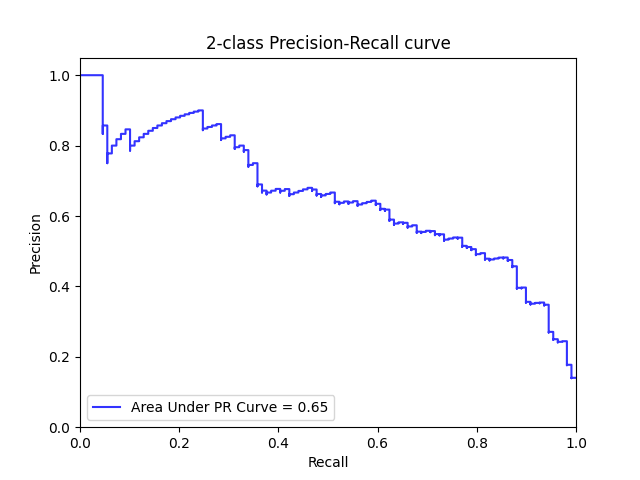 2-class Precision-Recall curve
1.0
0.8
0.6
0.4
0.2
0.0
Precision
Area Under PR Curve = 0.65
0.0 0.2 0.4 0.6 0.8 1.0
Recall